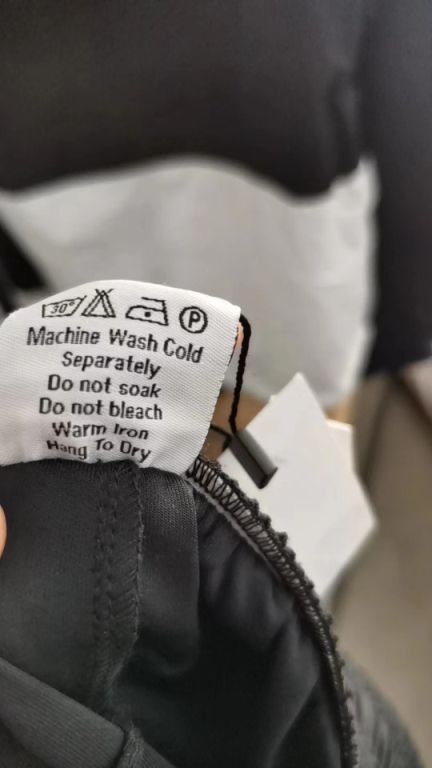 30° P
Machine Wash Cold
Separately
Do not soak
Do not bleach
Warm Iron
Hang To Dry